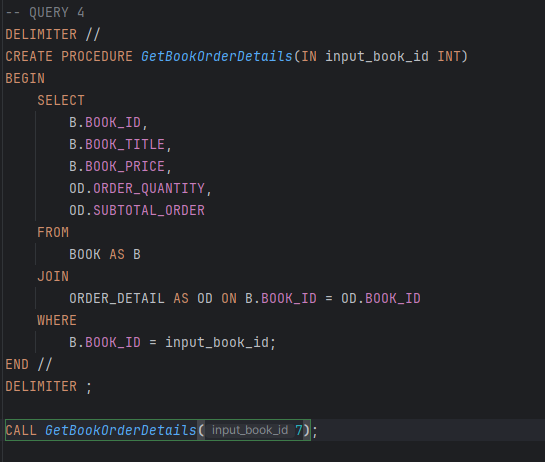 -- QUERY 4
DELIMITER //
CREATE PROCEDURE GetBookOrderDetails(IN input_book_id INT)
BEGIN
    SELECT
        B.BOOK_ID,
        B.BOOK_TITLE,
        B.BOOK_PRICE,
        OD.ORDER_QUANTITY,
        OD.SUBTOTAL_ORDER
    FROM
        BOOK AS B
    JOIN
        ORDER_DETAIL AS OD ON B.BOOK_ID = OD.BOOK_ID
    WHERE
        B.BOOK_ID = input_book_id;
END //
DELIMITER ;
CALL GetBookOrderDetails( input_book_id 7);